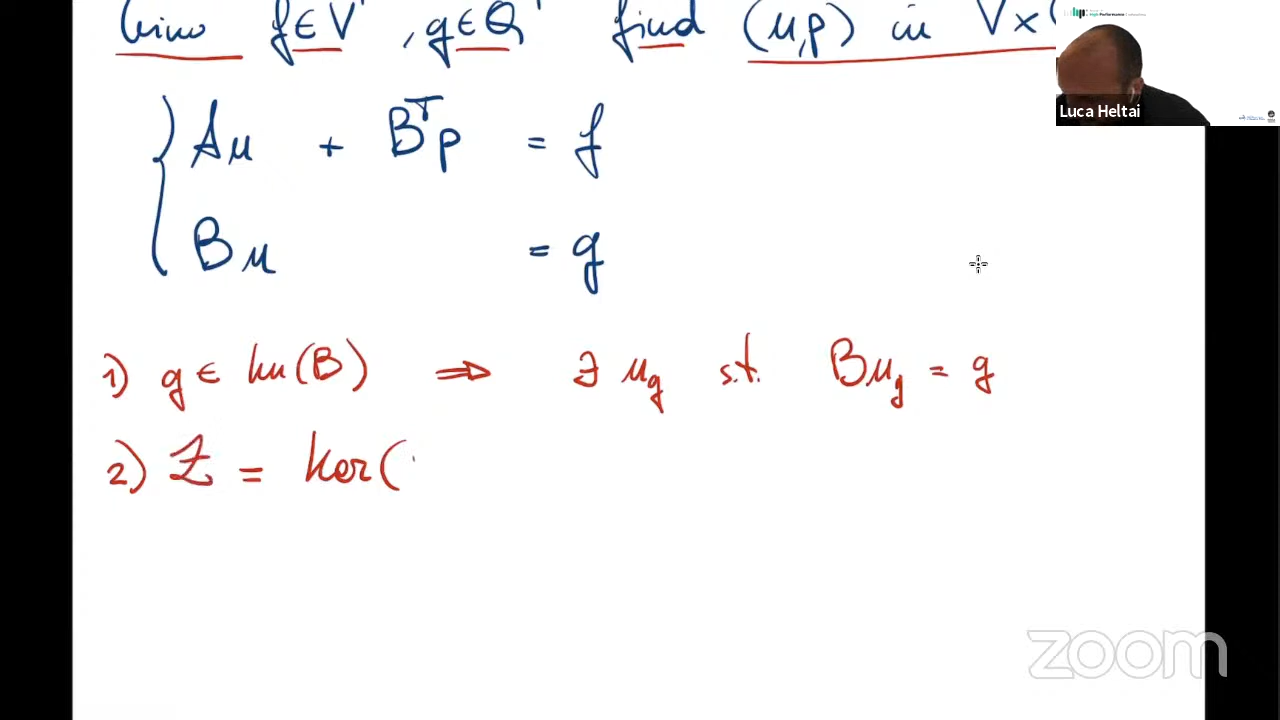 Given f ∈ V' , g ∈ Q' find (u,p) in V×
Au + Bᵀp = f
Bu = g
1) g ∈ Im(B) ⇒ ∃ u_g s.t. Bu_g = g
2) Z = ker(
Luca Heltai
zoom